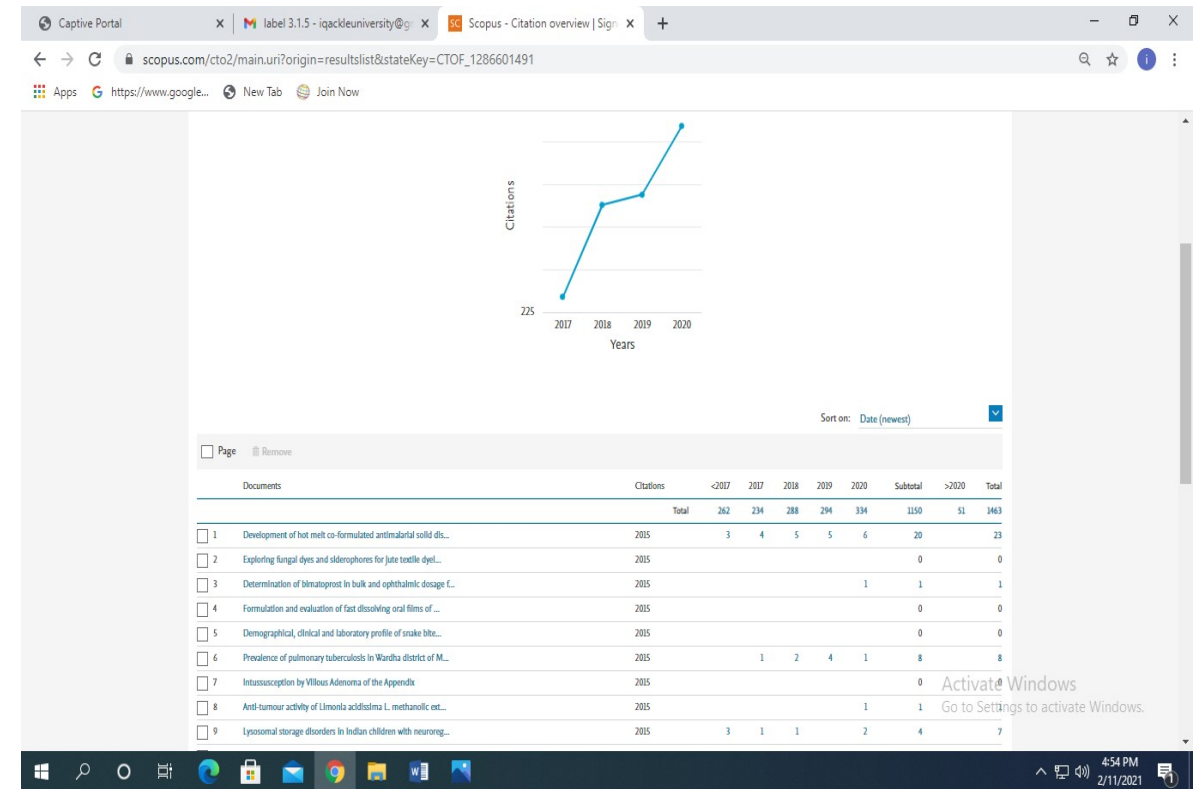 Captive Portal
label 3.1.5 - iqackleuniversity@g
SC Scopus - Citation overview | Sign
scopus.com/cto2/main.uri?origin=resultslist&stateKey=CTOF_1286601491
i
Apps G https://www.google... New Tab Join Now
Citations
225
2017 2018 2019 2020
Years
Sort on: Date (newest)
Page Remove
Documents Citations <2017 2017 2018 2019 2020 Subtotal >2020 Total
Total 262 234 288 294 334 1150 51 1463
1 Development of hot melt co-formulated antimalarial solid dis... 2015 3 4 5 5 6 20 23
2 Exploring fungal dyes and siderophores for jute textile dyei... 2015 0 0
3 Determination of bimatoprost in bulk and ophthalmic dosage f... 2015 1 1 1
4 Formulation and evaluation of fast dissolving oral films of ... 2015 0 0
5 Demographical, clinical and laboratory profile of snake bite... 2015 0 0
6 Prevalence of pulmonary tuberculosis in Wardha district of M... 2015 1 2 4 1 8 8
7 Intussusception by Villous Adenoma of the Appendix 2015 0 0
Activate Windows
8 Anti-tumour activity of Limonia acidissima L. methanolic ext... 2015 1 1 1
Go to Settings to activate Windows.
9 Lysosomal storage disorders in Indian children with neuroreg... 2015 3 1 1 2 4 7
W
4:54 PM
2/11/2021
1